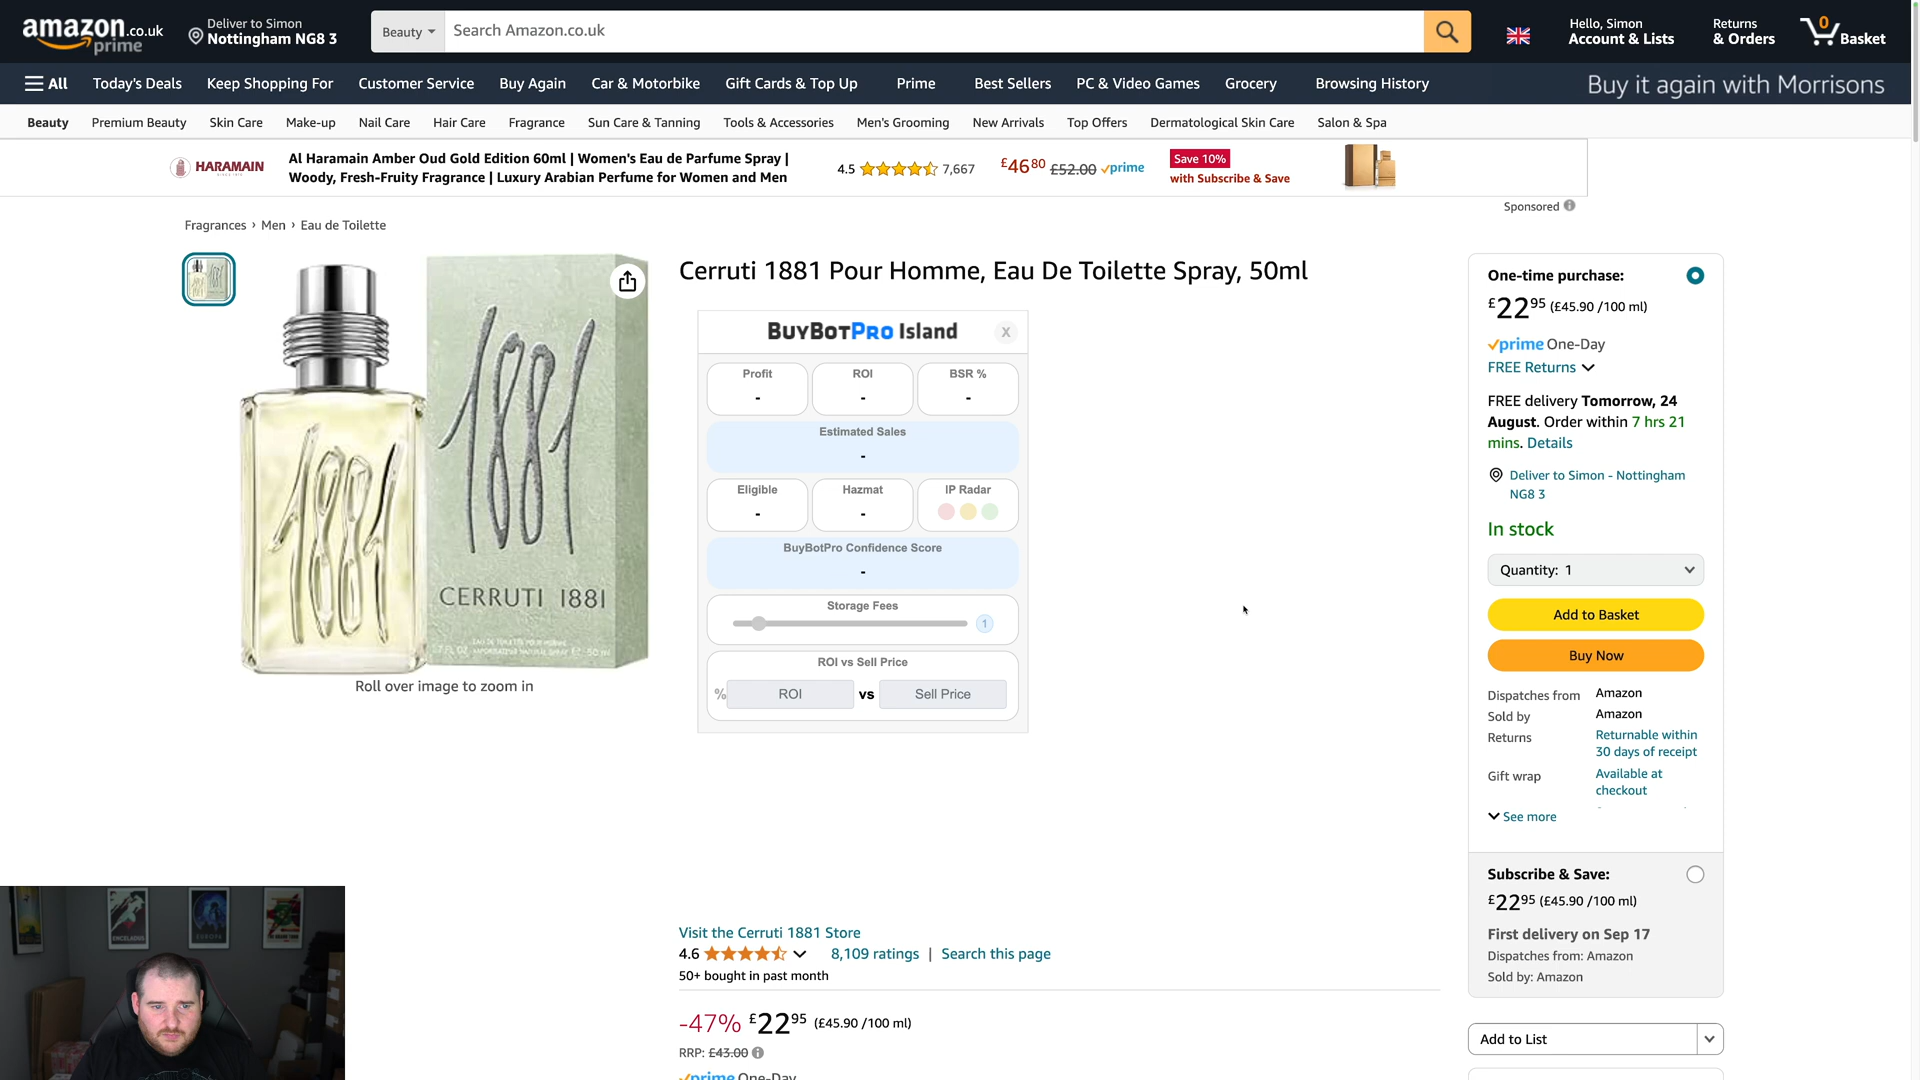 amazon.co.uk
prime
Deliver to Simon
Nottingham NG8 3
Beauty
Search Amazon.co.uk
Hello, Simon
Account & Lists
Returns
& Orders
0
Basket
All
Today's Deals
Keep Shopping For
Customer Service
Buy Again
Car & Motorbike
Gift Cards & Top Up
Prime
Best Sellers
PC & Video Games
Grocery
Browsing History
Buy it again with Morrisons
Beauty
Premium Beauty
Skin Care
Make-up
Nail Care
Hair Care
Fragrance
Sun Care & Tanning
Tools & Accessories
Men's Grooming
New Arrivals
Top Offers
Dermatological Skin Care
Salon & Spa
HARAMAIN
Al Haramain Amber Oud Gold Edition 60ml | Women's Eau de Parfume Spray |
Woody, Fresh-Fruity Fragrance | Luxury Arabian Perfume for Women and Men
4.5
7,667
£46.80 £52.00 prime
Save 10%
with Subscribe & Save
Sponsored
Fragrances › Men › Eau de Toilette
1881
1881
CERRUTI 1881
Roll over image to zoom in
Cerruti 1881 Pour Homme, Eau De Toilette Spray, 50ml
BUYBOTPRO Island
X
Profit
-
ROI
-
BSR %
-
Estimated Sales
-
Eligible
-
Hazmat
-
IP Radar
BuyBotPro Confidence Score
-
Storage Fees
1
ROI vs Sell Price
% ROI vs Sell Price
Visit the Cerruti 1881 Store
4.6
8,109 ratings | Search this page
50+ bought in past month
-47% £22.95 (£45.90 /100 ml)
RRP: £43.00
prime One-Day
One-time purchase:
£22.95 (£45.90 /100 ml)
prime One-Day
FREE Returns
FREE delivery Tomorrow, 24
August. Order within 7 hrs 21
mins. Details
Deliver to Simon - Nottingham
NG8 3
In stock
Quantity: 1
Add to Basket
Buy Now
Dispatches from Amazon
Sold by Amazon
Returns Returnable within
30 days of receipt
Gift wrap Available at
checkout
See more
Subscribe & Save:
£22.95 (£45.90 /100 ml)
First delivery on Sep 17
Dispatches from: Amazon
Sold by: Amazon
Add to List
ENCELADUS
EUROPA